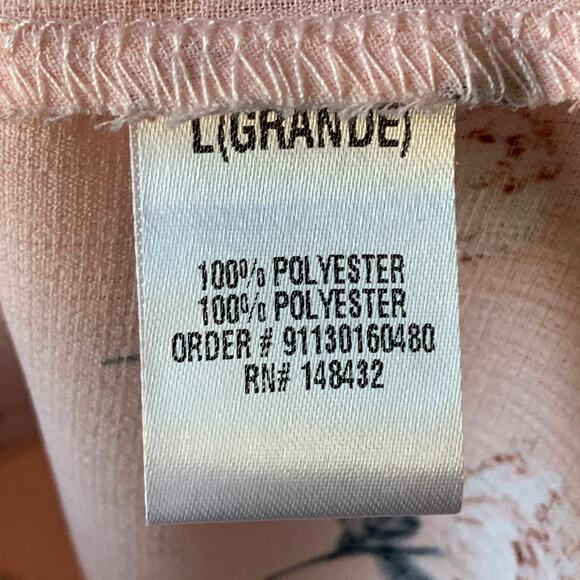 L(GRANDE)
100% POLYESTER
100% POLYESTER
ORDER # 91130160480
RN# 148432